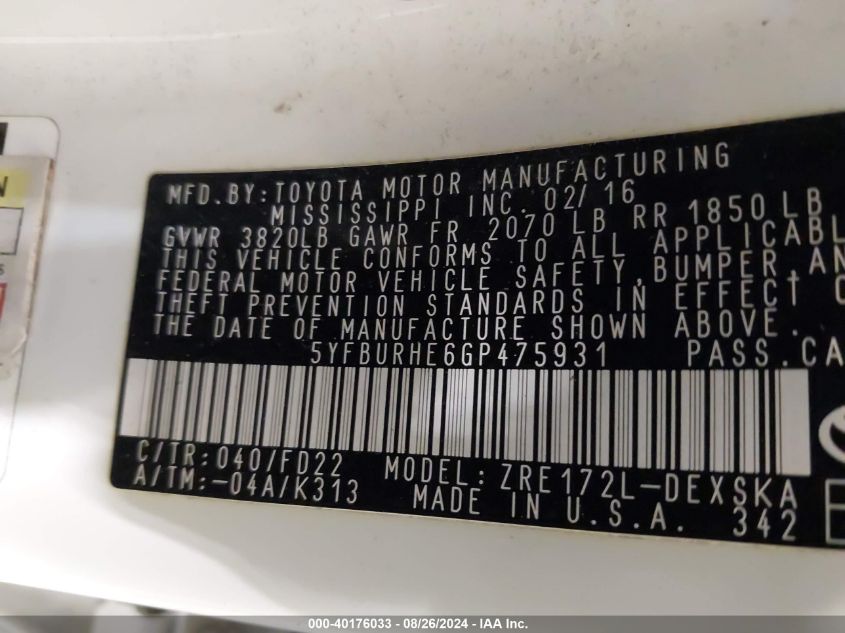 MFD. BY: TOYOTA MOTOR MANUFACTURING
MISSISSIPPI INC. 02/16
GVWR 3820LB GAWR FR 2070 LB RR 1850 LB
THIS VEHICLE CONFORMS TO ALL APPLICABL
FEDERAL MOTOR VEHICLE SAFETY, BUMPER, AN
THEFT PREVENTION STANDARDS IN EFFECT O
THE DATE OF MANUFACTURE SHOWN ABOVE.
5YFBURHE6GP475931 PASS. CA
C/TR: 040/FD22 MODEL: ZRE172L-DEXSKA
A/TM: -04A/K313 MADE IN U.S.A. 342
000-40176033 - 08/26/2024 - IAA Inc.